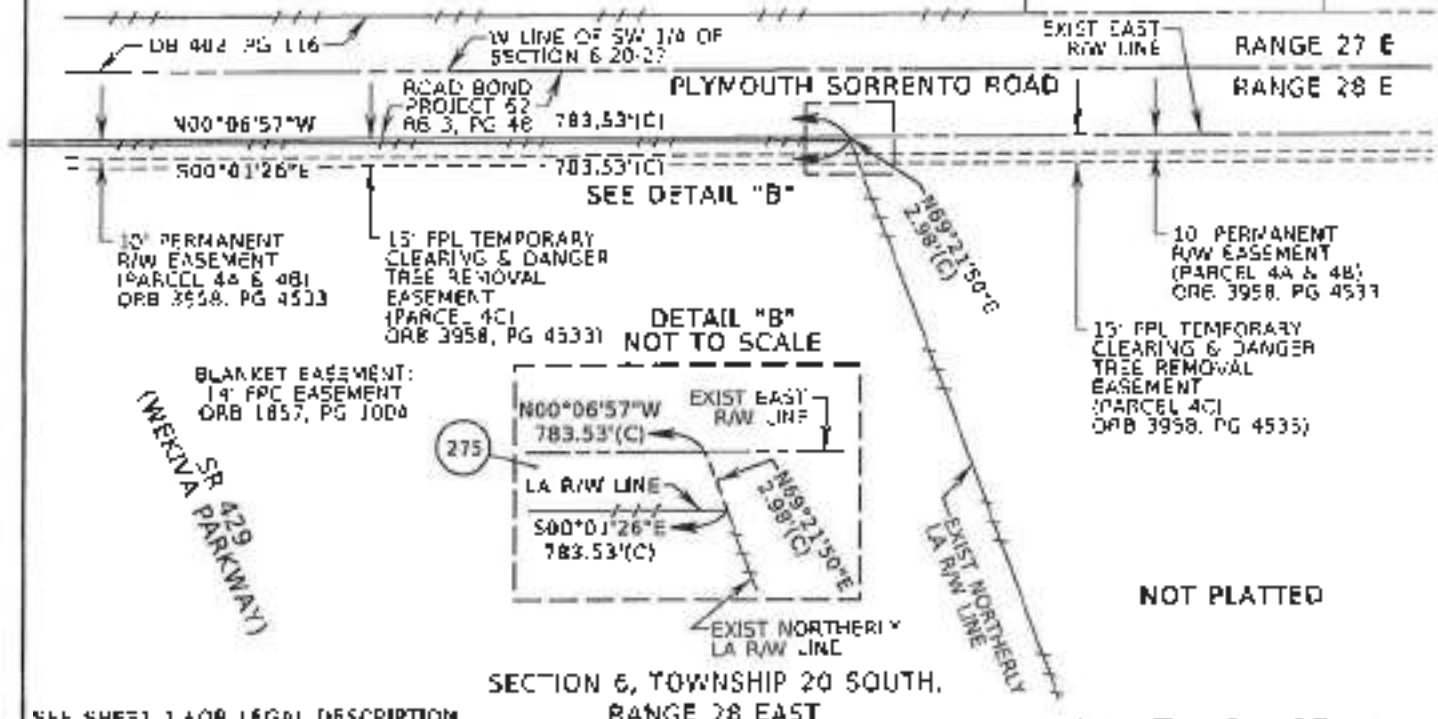 DB 402 PG 116
W LINE OF SW 1/4 OF
SECTION 6-20-27
EXIST EAST
R/W LINE
RANGE 27 E
RANGE 28 E
PLYMOUTH SORRENTO ROAD
ROAD BOND
PROJECT 62
RB 3, PG 48
N00°06'57"W
783.53'(C)
S00°01'26"E
783.53'(C)
SEE DETAIL "B"
N69°21'50"E
2.98'(C)
10' PERMANENT
R/W EASEMENT
(PARCEL 4A & 4B)
ORB 3958, PG 4533
15' FPL TEMPORARY
CLEARING & DANGER
TREE REMOVAL
EASEMENT
(PARCEL 4C)
ORB 3958, PG 4533)
10' PERMANENT
R/W EASEMENT
(PARCEL 4A & 4B)
ORB 3958, PG 4533
15' FPL TEMPORARY
CLEARING & DANGER
TREE REMOVAL
EASEMENT
(PARCEL 4C)
ORB 3958, PG 4533)
BLANKET EASEMENT:
14' FPC EASEMENT
ORB 1857, PG
SR 429
(WEKIVA PARKWAY)
DETAIL "B"
NOT TO SCALE
N00°06'57"W
783.53'(C)
EXIST EAST
R/W LINE
275
LA R/W LINE
S00°01'26"E
783.53'(C)
N69°21'50"E
2.98'(C)
EXIST NORTHERLY
LA R/W LINE
EXIST NORTHERLY
LA R/W LINE
NOT PLATTED
SECTION 6, TOWNSHIP 20 SOUTH,
RANGE 28 EAST
SEE SHEET 1 FOR LEGAL DESCRIPTION